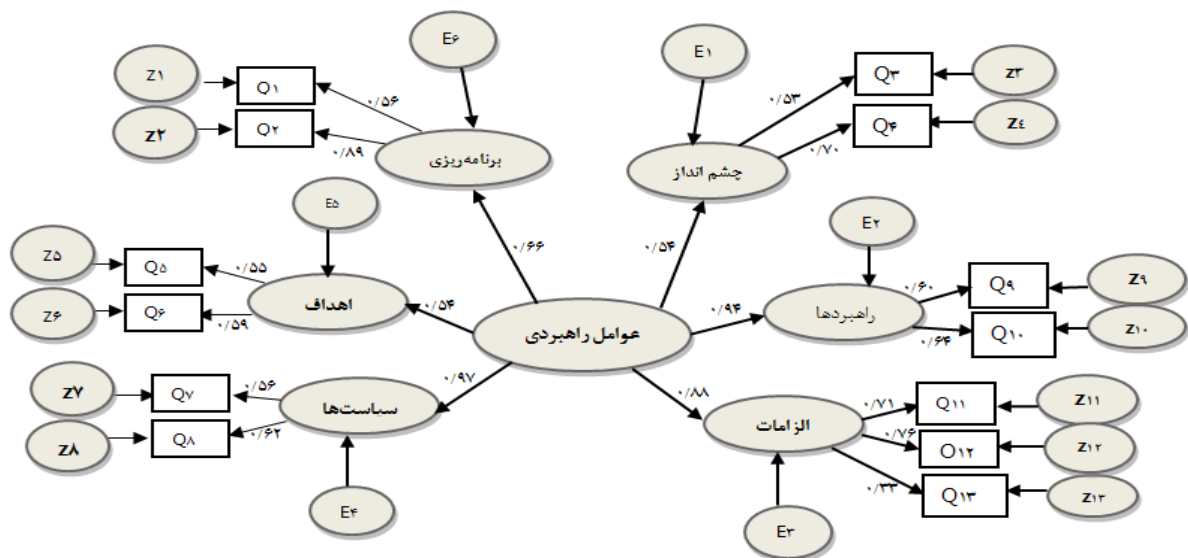 E۶
E۱
Z۱
Q۱
۰/۵۶
z۲
Q۲
۰/۸۹
برنامه‌ریزی
۰/۵۳
Q۳
z۳
Q۴
z٤
۰/۷۰
چشم انداز
۰/۶۶
۰/۵۴
E۵
E۲
Z۵
Q۵
۰/۵۵
Z۶
Q۶
۰/۵۹
اهداف
۰/۵۴
عوامل راهبردی
۰/۹۴
راهبردها
۰/۶۰
Q۹
z۹
۰/۶۴
Q۱۰
z۱۰
z۷
Q۷
۰/۵۶
z۸
Q۸
۰/۶۲
سیاست‌ها
۰/۹۷
۰/۸۸
الزامات
۰/۷۱
Q۱۱
z۱۱
۰/۷۶
O۱۲
z۱۲
۰/۳۳
Q۱۳
z۱۳
E۴
E۳